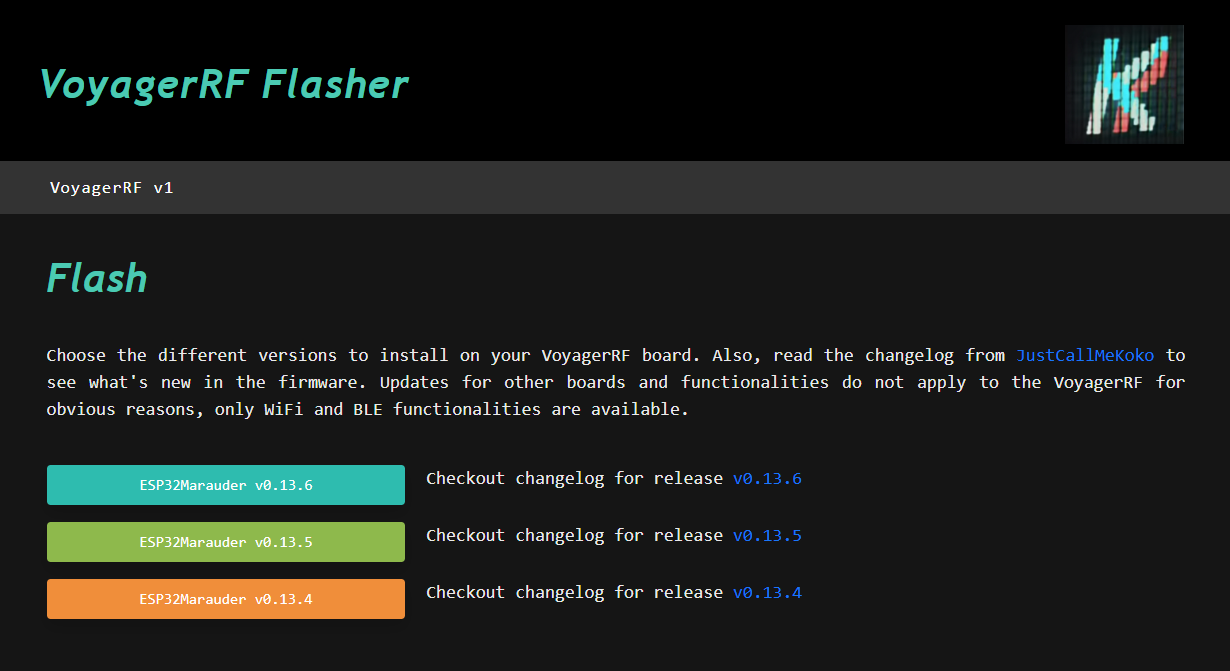 VoyagerRF Flasher
VoyagerRF v1
Flash
Choose the different versions to install on your VoyagerRF board. Also, read the changelog from JustCallMeKoko to
see what's new in the firmware. Updates for other boards and functionalities do not apply to the VoyagerRF for
obvious reasons, only WiFi and BLE functionalities are available.
ESP32Marauder v0.13.6 Checkout changelog for release v0.13.6
ESP32Marauder v0.13.5 Checkout changelog for release v0.13.5
ESP32Marauder v0.13.4 Checkout changelog for release v0.13.4